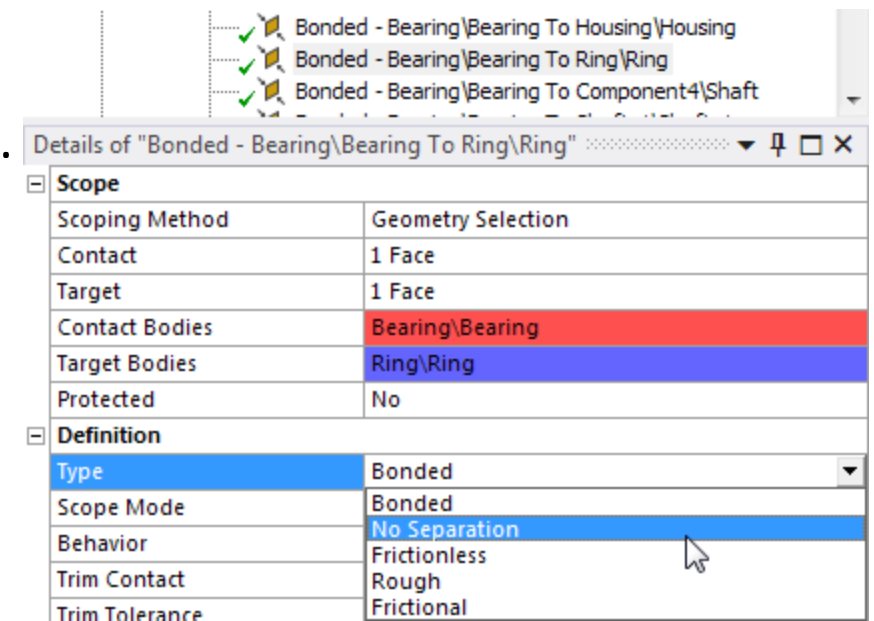 Bonded - Bearing\Bearing To Housing\Housing
Bonded - Bearing\Bearing To Ring\Ring
Bonded - Bearing\Bearing To Component4\Shaft
Details of "Bonded - Bearing\Bearing To Ring\Ring"
Scope
Scoping Method Geometry Selection
Contact 1 Face
Target 1 Face
Contact Bodies Bearing\Bearing
Target Bodies Ring\Ring
Protected No
Definition
Type Bonded
Scope Mode Bonded
No Separation
Behavior Frictionless
Trim Contact Rough
Trim Tolerance Frictional